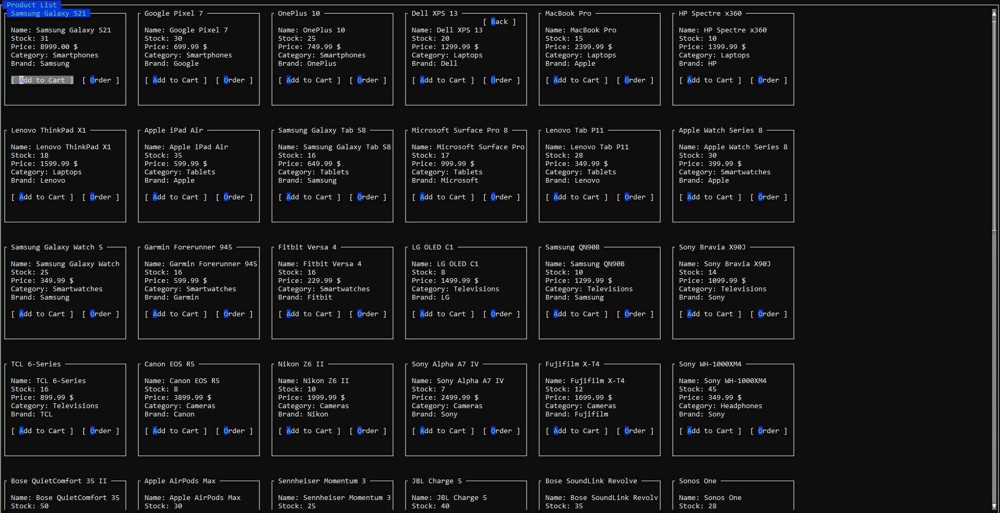 Product List
Samsung Galaxy S21
Name: Samsung Galaxy S21
Stock: 31
Price: 8999.00 $
Category: Smartphones
Brand: Samsung
[ Add to Cart ] [ Order ]
Google Pixel 7
Name: Google Pixel 7
Stock: 30
Price: 699.99 $
Category: Smartphones
Brand: Google
[ Add to Cart ] [ Order ]
OnePlus 10
Name: OnePlus 10
Stock: 25
Price: 749.99 $
Category: Smartphones
Brand: OnePlus
[ Add to Cart ] [ Order ]
Dell XPS 13
[ Back ]
Name: Dell XPS 13
Stock: 20
Price: 1299.99 $
Category: Laptops
Brand: Dell
[ Add to Cart ] [ Order ]
MacBook Pro
Name: MacBook Pro
Stock: 15
Price: 2399.99 $
Category: Laptops
Brand: Apple
[ Add to Cart ] [ Order ]
HP Spectre x360
Name: HP Spectre x360
Stock: 10
Price: 1399.99 $
Category: Laptops
Brand: HP
[ Add to Cart ] [ Order ]
Lenovo ThinkPad X1
Name: Lenovo ThinkPad X1
Stock: 18
Price: 1599.99 $
Category: Laptops
Brand: Lenovo
[ Add to Cart ] [ Order ]
Apple iPad Air
Name: Apple iPad Air
Stock: 35
Price: 599.99 $
Category: Tablets
Brand: Apple
[ Add to Cart ] [ Order ]
Samsung Galaxy Tab S8
Name: Samsung Galaxy Tab S8
Stock: 16
Price: 649.99 $
Category: Tablets
Brand: Samsung
[ Add to Cart ] [ Order ]
Microsoft Surface Pro 8
Name: Microsoft Surface Pro
Stock: 17
Price: 999.99 $
Category: Tablets
Brand: Microsoft
[ Add to Cart ] [ Order ]
Lenovo Tab P11
Name: Lenovo Tab P11
Stock: 28
Price: 349.99 $
Category: Tablets
Brand: Lenovo
[ Add to Cart ] [ Order ]
Apple Watch Series 8
Name: Apple Watch Series 8
Stock: 30
Price: 399.99 $
Category: Smartwatches
Brand: Apple
[ Add to Cart ] [ Order ]
Samsung Galaxy Watch 5
Name: Samsung Galaxy Watch
Stock: 25
Price: 349.99 $
Category: Smartwatches
Brand: Samsung
[ Add to Cart ] [ Order ]
Garmin Forerunner 945
Name: Garmin Forerunner 945
Stock: 16
Price: 599.99 $
Category: Smartwatches
Brand: Garmin
[ Add to Cart ] [ Order ]
Fitbit Versa 4
Name: Fitbit Versa 4
Stock: 16
Price: 229.99 $
Category: Smartwatches
Brand: Fitbit
[ Add to Cart ] [ Order ]
LG OLED C1
Name: LG OLED C1
Stock: 8
Price: 1499.99 $
Category: Televisions
Brand: LG
[ Add to Cart ] [ Order ]
Samsung QN90B
Name: Samsung QN90B
Stock: 10
Price: 1299.99 $
Category: Televisions
Brand: Samsung
[ Add to Cart ] [ Order ]
Sony Bravia X90J
Name: Sony Bravia X90J
Stock: 14
Price: 1099.99 $
Category: Televisions
Brand: Sony
[ Add to Cart ] [ Order ]
TCL 6-Series
Name: TCL 6-Series
Stock: 16
Price: 899.99 $
Category: Televisions
Brand: TCL
[ Add to Cart ] [ Order ]
Canon EOS R5
Name: Canon EOS R5
Stock: 8
Price: 3899.99 $
Category: Cameras
Brand: Canon
[ Add to Cart ] [ Order ]
Nikon Z6 II
Name: Nikon Z6 II
Stock: 10
Price: 1999.99 $
Category: Cameras
Brand: Nikon
[ Add to Cart ] [ Order ]
Sony Alpha A7 IV
Name: Sony Alpha A7 IV
Stock: 7
Price: 2499.99 $
Category: Cameras
Brand: Sony
[ Add to Cart ] [ Order ]
Fujifilm X-T4
Name: Fujifilm X-T4
Stock: 12
Price: 1699.99 $
Category: Cameras
Brand: Fujifilm
[ Add to Cart ] [ Order ]
Sony WH-1000XM4
Name: Sony WH-1000XM4
Stock: 45
Price: 349.99 $
Category: Headphones
Brand: Sony
[ Add to Cart ] [ Order ]
Bose QuietComfort 35 II
Name: Bose QuietComfort 35
Stock: 50
Apple AirPods Max
Name: Apple AirPods Max
Stock: 30
Sennheiser Momentum 3
Name: Sennheiser Momentum 3
Stock: 25
JBL Charge 5
Name: JBL Charge 5
Stock: 40
Bose SoundLink Revolve
Name: Bose SoundLink Revolv
Stock: 35
Sonos One
Name: Sonos One
Stock: 28